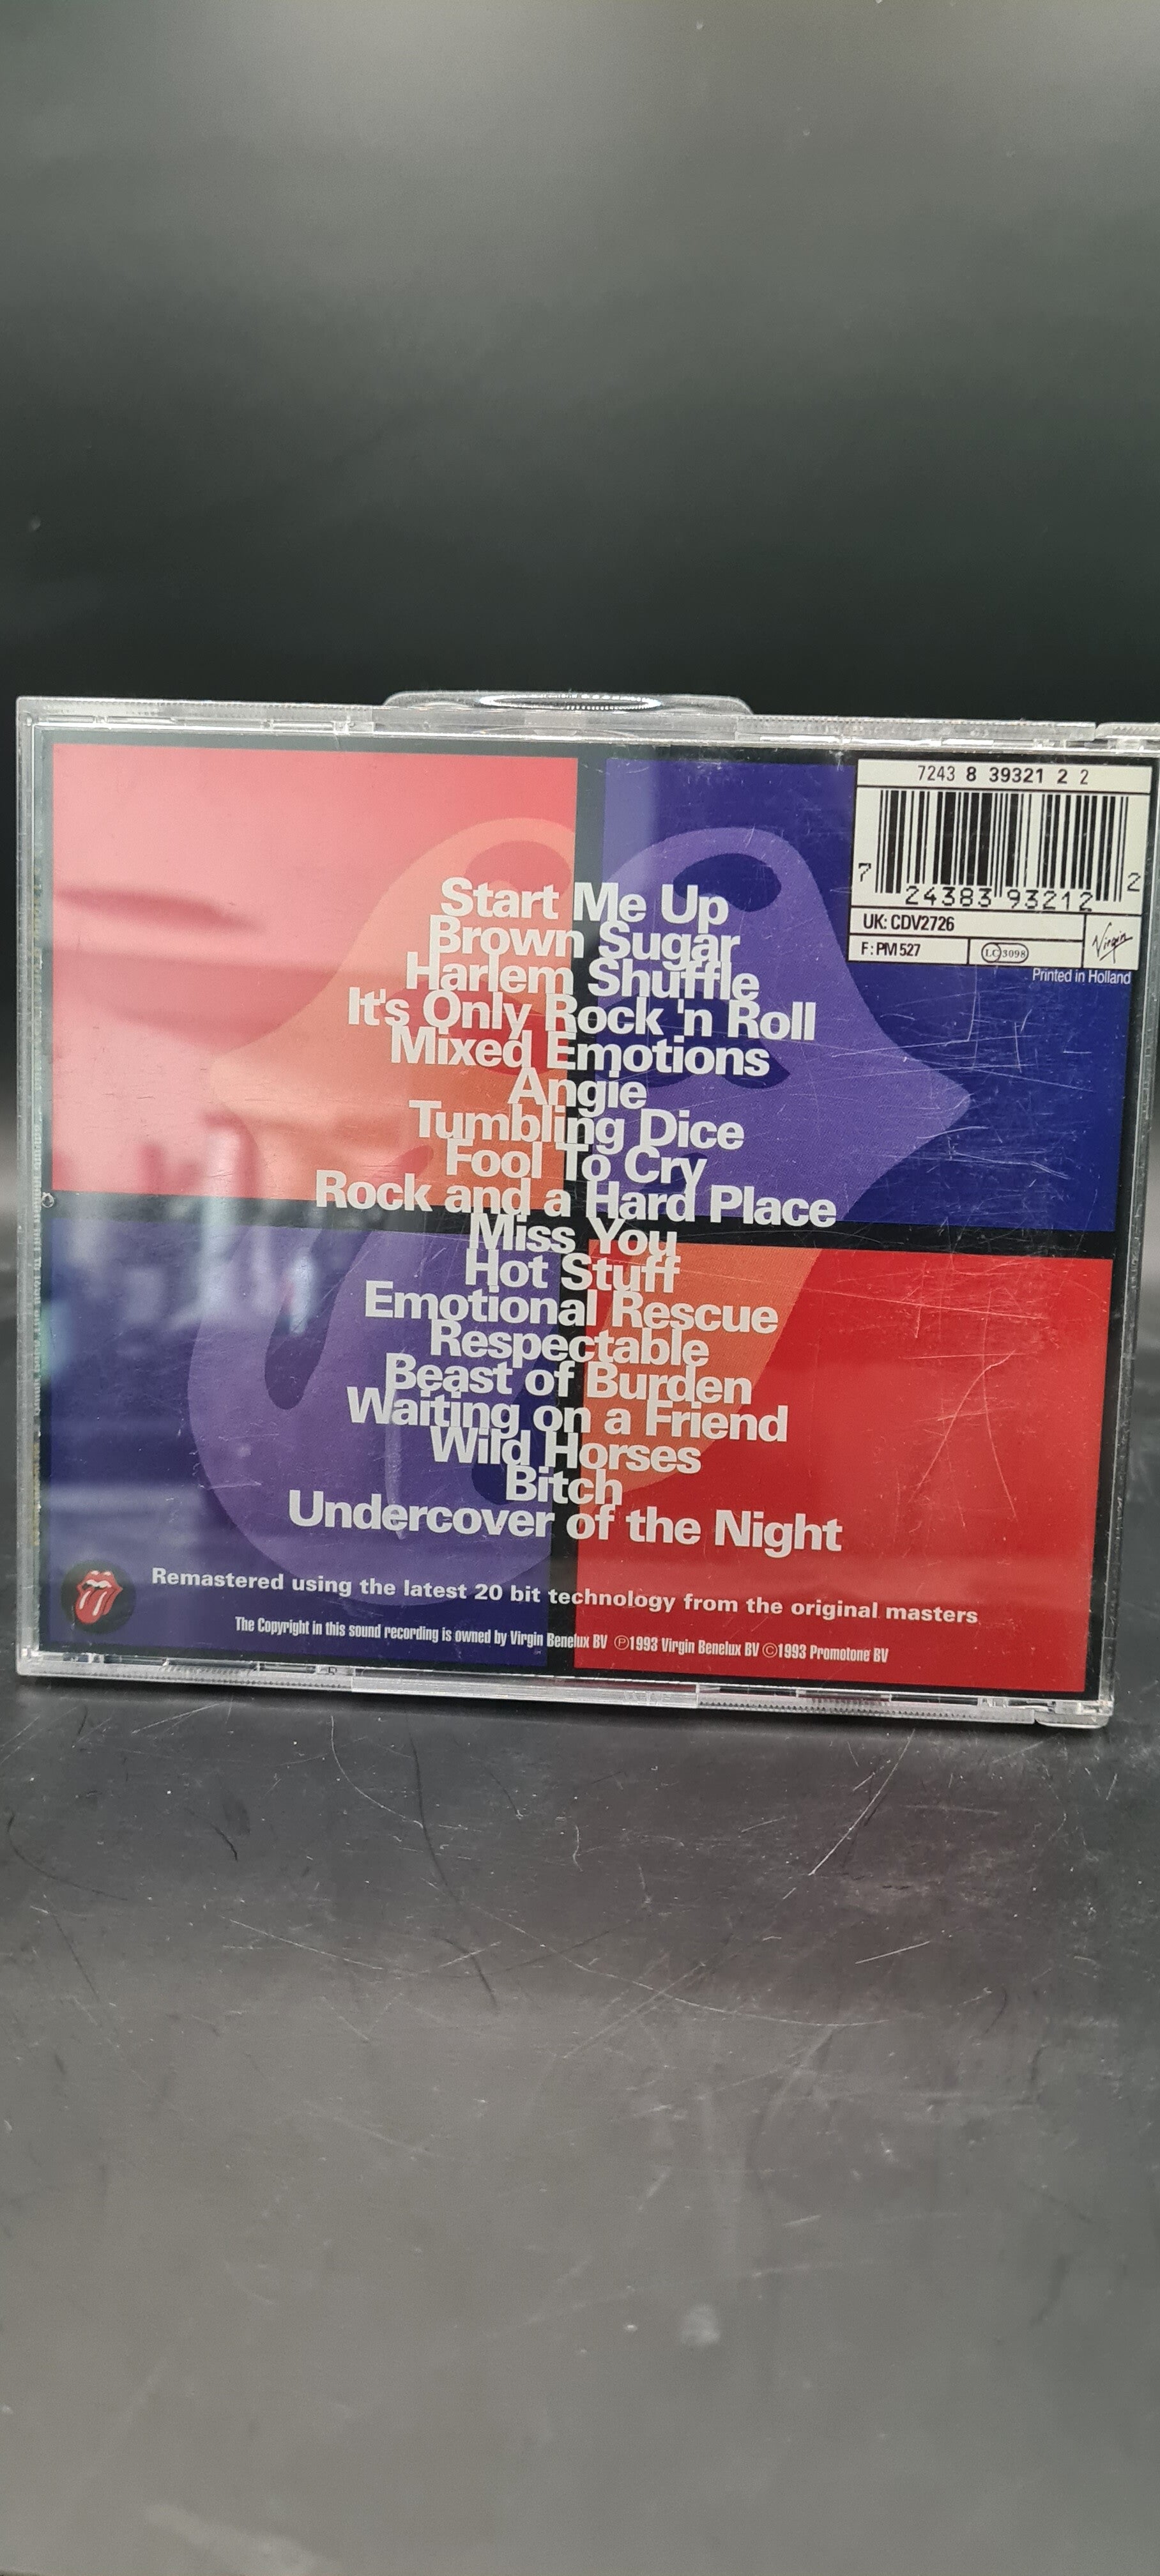 7243 8 39321 2 2
7 24383 93212 2
UK: CDV2726
F: PM 527
LC 3098
Virgin
Printed in Holland
Start Me Up
Brown Sugar
Harlem Shuffle
It's Only Rock 'n Roll
Mixed Emotions
Angie
Tumbling Dice
Fool To Cry
Rock and a Hard Place
Miss You
Hot Stuff
Emotional Rescue
Respectable
Beast of Burden
Waiting on a Friend
Wild Horses
Bitch
Undercover of the Night
Remastered using the latest 20 bit technology from the original masters
The Copyright in this sound recording is owned by Virgin Benelux BV ℗1993 Virgin Benelux BV ©1993 Promotone BV